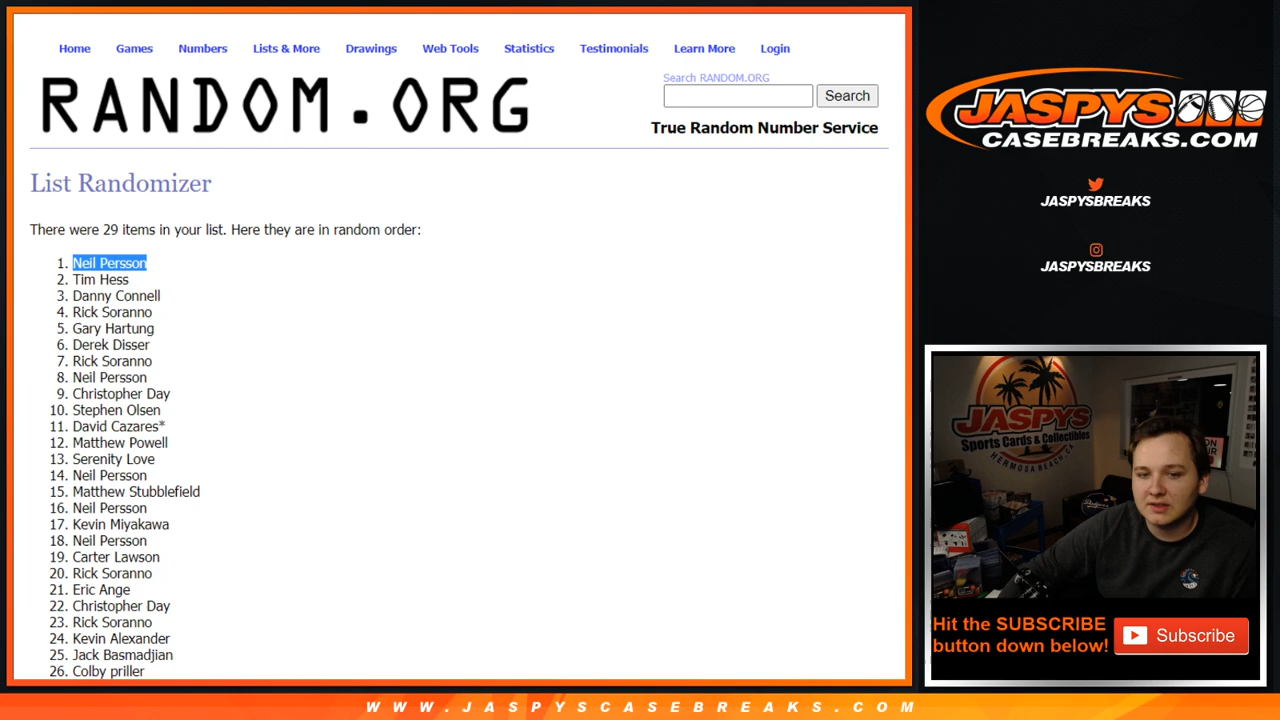 Home Games Numbers Lists & More Drawings Web Tools Statistics Testimonials Learn More Login
RANDOM.ORG
Search RANDOM.ORG
Search
True Random Number Service
List Randomizer
There were 29 items in your list. Here they are in random order:
1. Neil Persson
2. Tim Hess
3. Danny Connell
4. Rick Soranno
5. Gary Hartung
6. Derek Disser
7. Rick Soranno
8. Neil Persson
9. Christopher Day
10. Stephen Olsen
11. David Cazares*
12. Matthew Powell
13. Serenity Love
14. Neil Persson
15. Matthew Stubblefield
16. Neil Persson
17. Kevin Miyakawa
18. Neil Persson
19. Carter Lawson
20. Rick Soranno
21. Eric Ange
22. Christopher Day
23. Rick Soranno
24. Kevin Alexander
25. Jack Basmadjian
26. Colby priller
JASPYS
CASEBREAKS.COM
JASPYSBREAKS
JASPYSBREAKS
JASPYS
Sports Cards & Collectibles
HERMOSA BEACH, CA
Hit the SUBSCRIBE
button down below!
Subscribe
WWW.JASPYSCASEBREAKS.COM